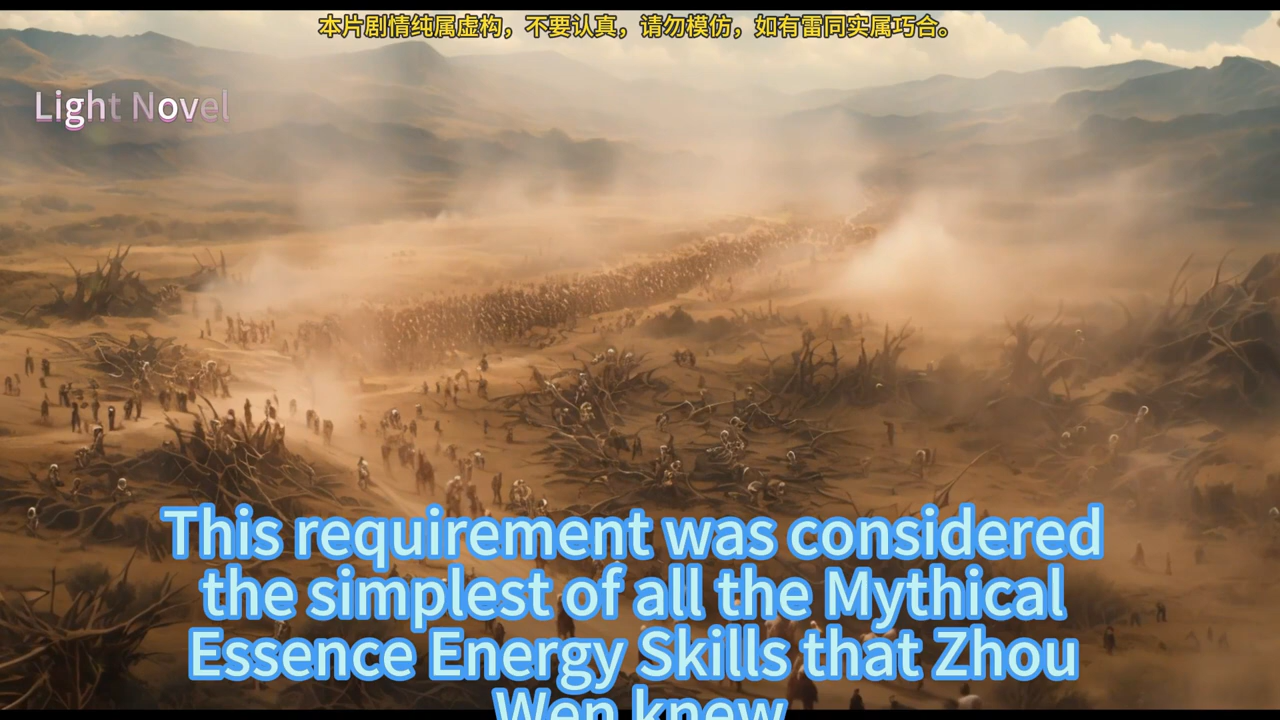 本片剧情纯属虚构，不要认真，请勿模仿，如有雷同实属巧合。
Light Novel
This requirement was considered
the simplest of all the Mythical
Essence Energy Skills that Zhou
Wen knew